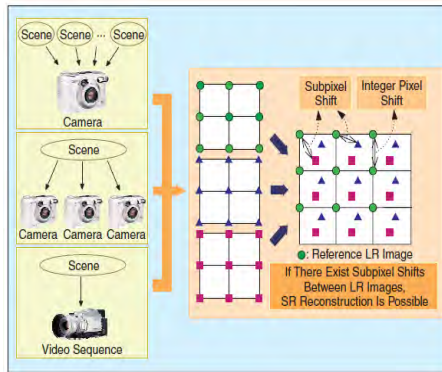 Scene Scene ... Scene
Camera
Scene
Camera Camera Camera
Scene
Video Sequence
Subpixel
Shift
Integer Pixel
Shift
: Reference LR Image
If There Exist Subpixel Shifts
Between LR Images,
SR Reconstruction Is Possible